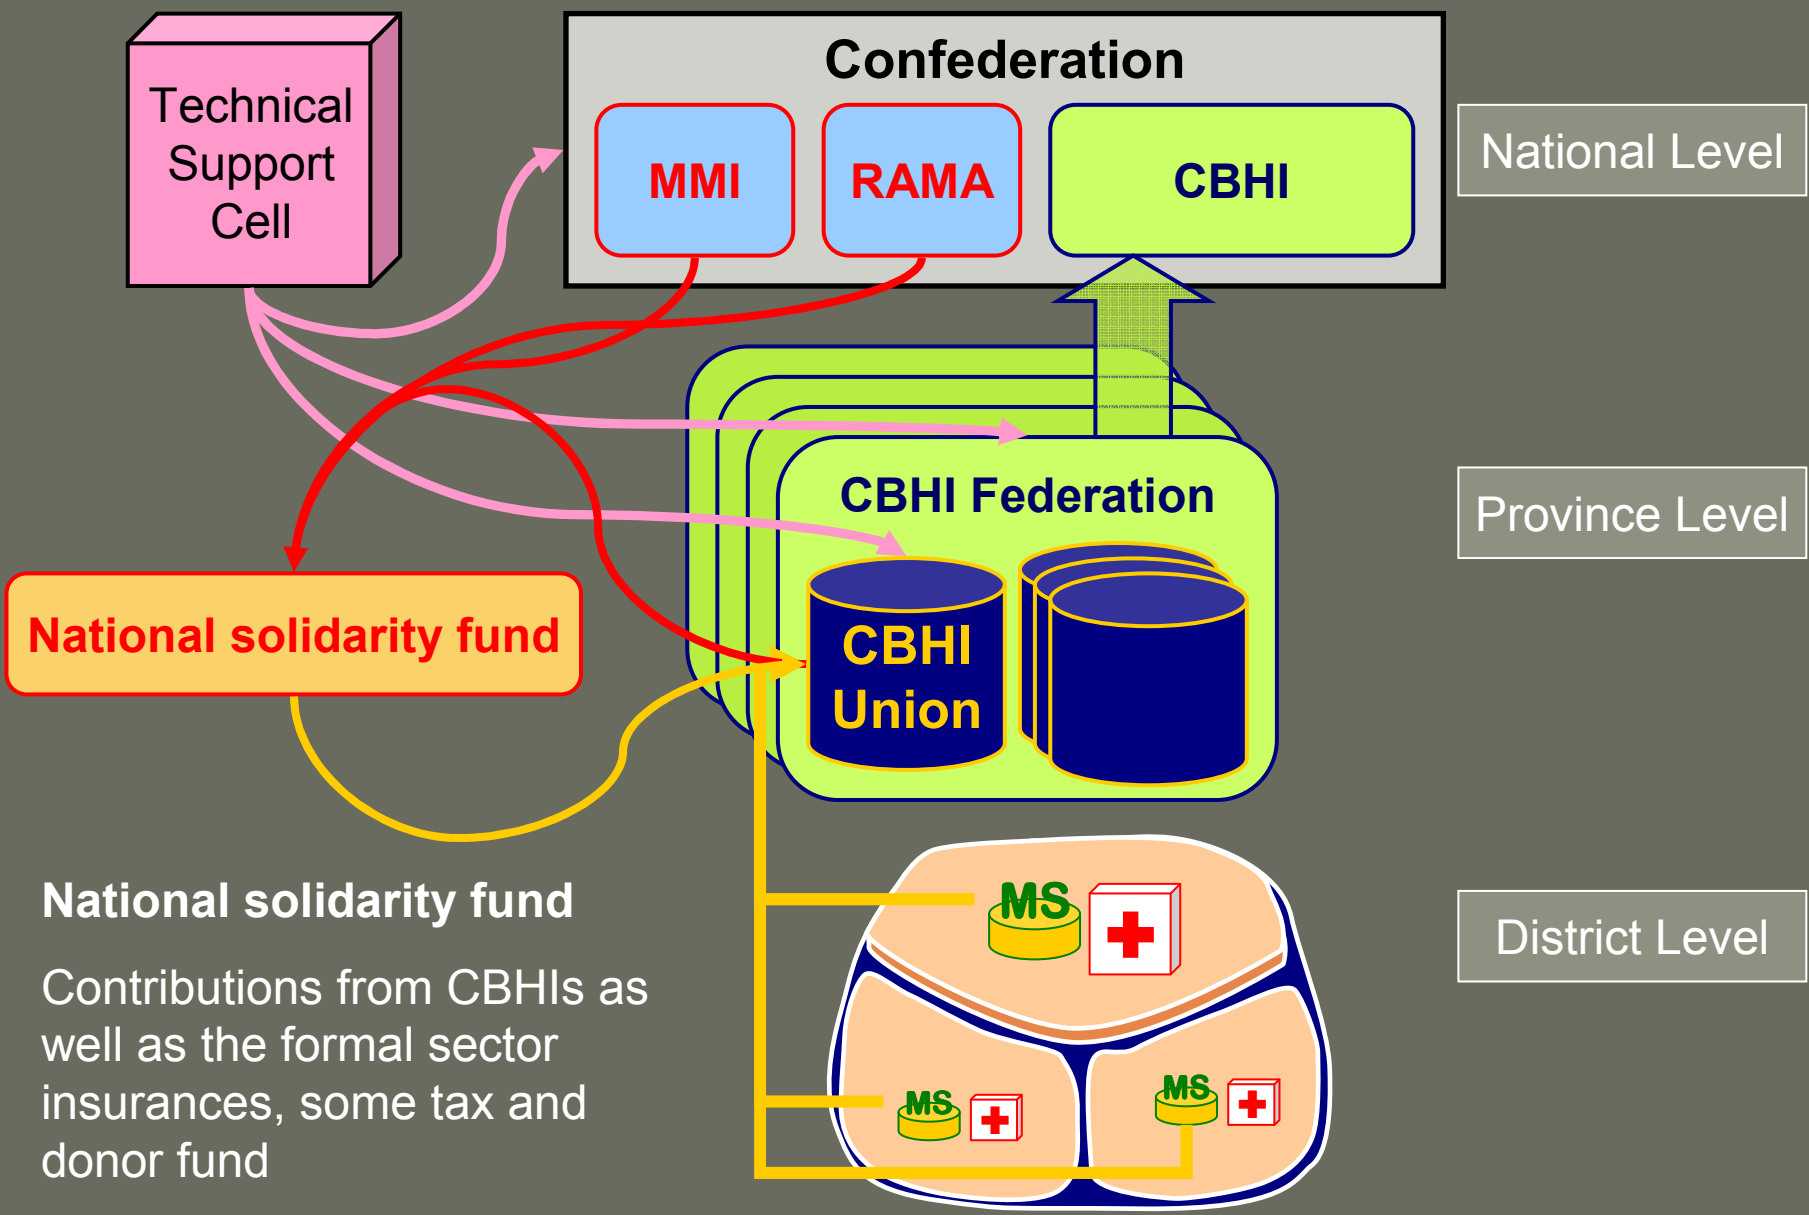 Technical
Support
Cell
Confederation
MMI
RAMA
CBHI
National Level
CBHI Federation
Province Level
CBHI
Union
National solidarity fund
National solidarity fund
Contributions from CBHIs as
well as the formal sector
insurances, some tax and
donor fund
MS
District Level
MS
MS